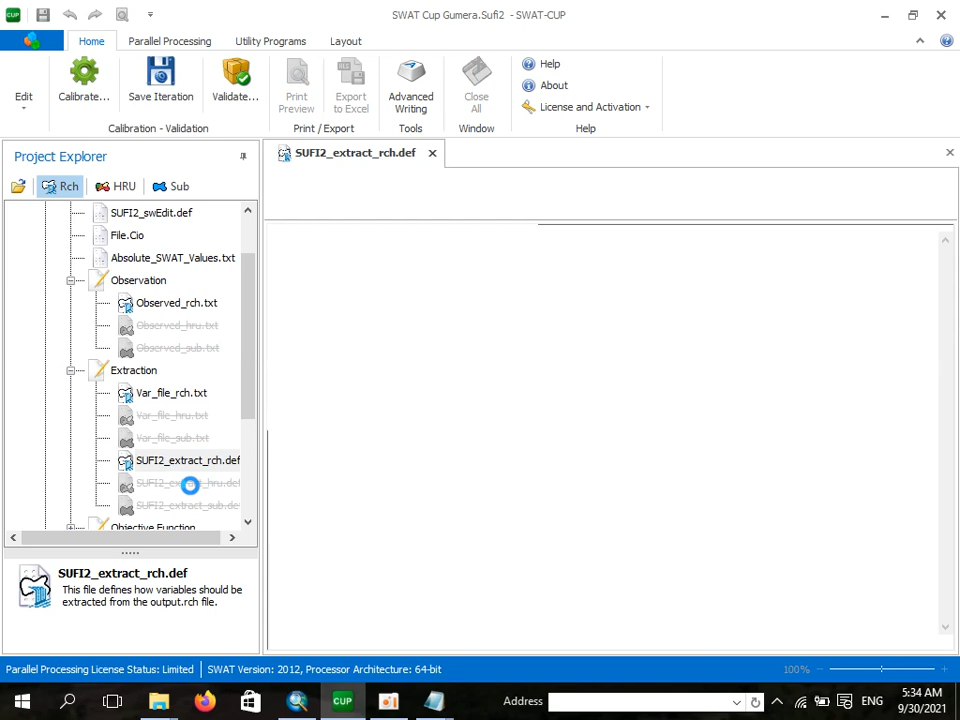 CUP
SWAT Cup Gumera.Sufi2 - SWAT-CUP
Home
Parallel Processing
Utility Programs
Layout
Edit
Calibrate...
Save Iteration
Validate...
Print
Preview
Export
to Excel
Advanced
Writing
Close
All
Help
About
License and Activation
Calibration - Validation
Print / Export
Tools
Window
Help
Project Explorer
Rch
HRU
Sub
SUFI2_extract_rch.def
SUFI2_swEdit.def
File.Cio
Absolute_SWAT_Values.txt
Observation
Observed_rch.txt
Observed_hru.txt
Observed_sub.txt
Extraction
Var_file_rch.txt
Var_file_hru.txt
Var_file_sub.txt
SUFI2_extract_rch.def
SUFI2_extract_sub.de
Objective Function
SUFI2_extract_rch.def
This file defines how variables should be
extracted from the output.rch file.
Parallel Processing License Status: Limited
SWAT Version: 2012, Processor Architecture: 64-bit
100%
CUP
Address
ENG
5:34 AM
9/30/2021